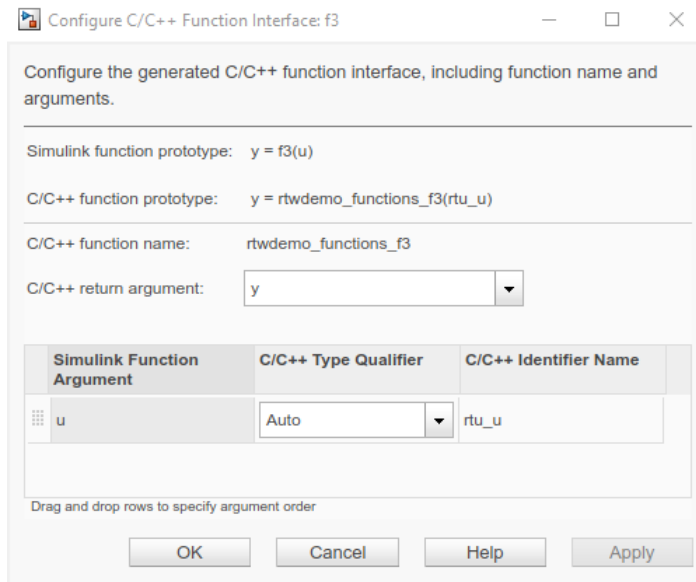 Configure C/C++ Function Interface: f3
Configure the generated C/C++ function interface, including function name and
arguments.
Simulink function prototype: y = f3(u)
C/C++ function prototype: y = rtwdemo_functions_f3(rtu_u)
C/C++ function name: rtwdemo_functions_f3
C/C++ return argument: y
Simulink Function Argument C/C++ Type Qualifier C/C++ Identifier Name
u Auto rtu_u
Drag and drop rows to specify argument order
OK Cancel Help Apply